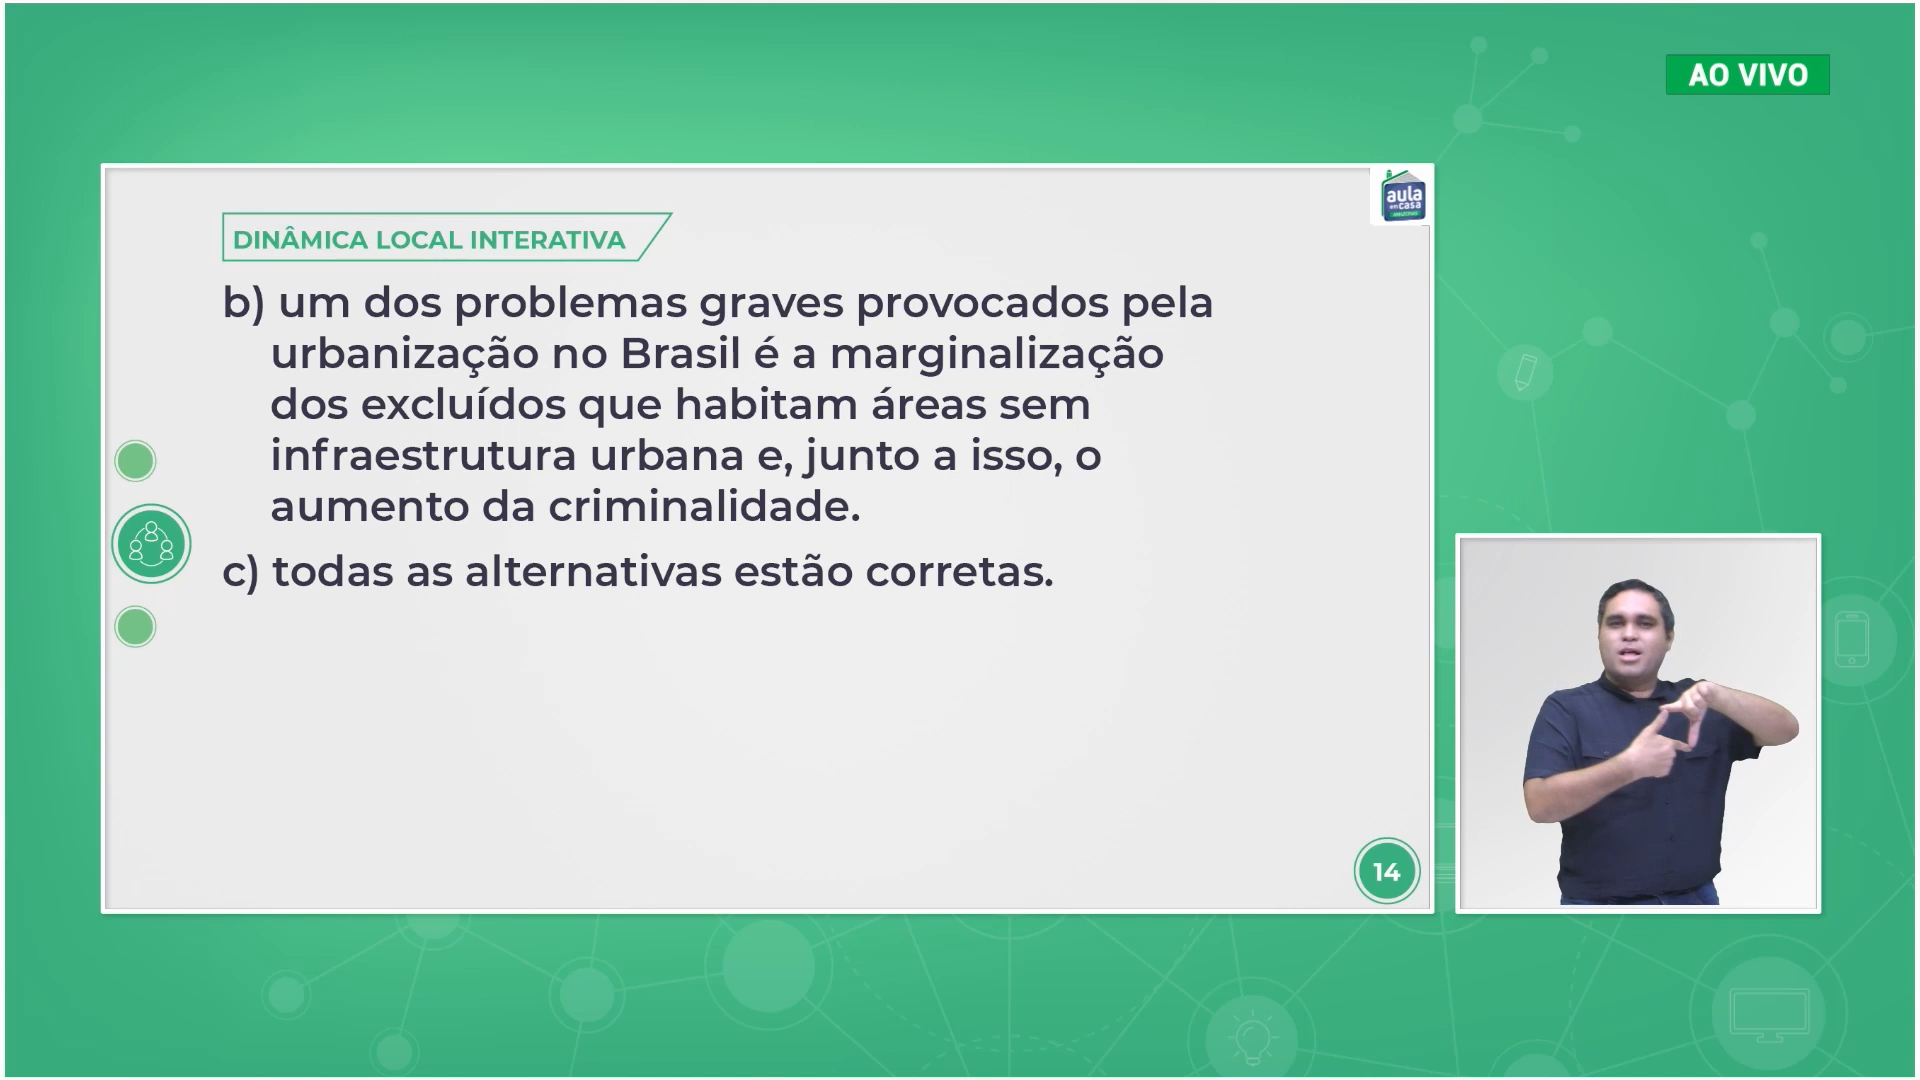 AO VIVO
aula
em casa
DINÂMICA LOCAL INTERATIVA
b) um dos problemas graves provocados pela
urbanização no Brasil é a marginalização
dos excluídos que habitam áreas sem
infraestrutura urbana e, junto a isso, o
aumento da criminalidade.
c) todas as alternativas estão corretas.
14